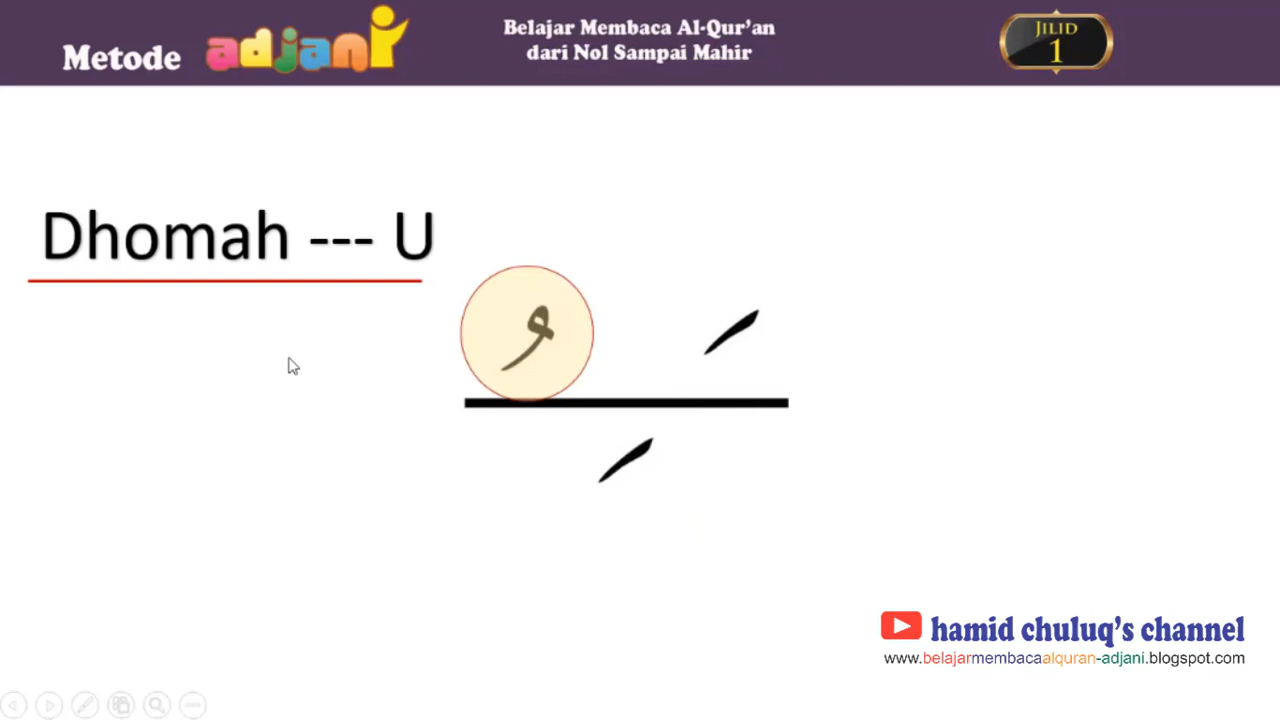 Metode adjani
Belajar Membaca Al-Qur’an
dari Nol Sampai Mahir
JILID
1
Dhomah --- U
ُ
َ
ِ
hamid chuluq’s channel
www.belajarmembacaalquran-adjani.blogspot.com